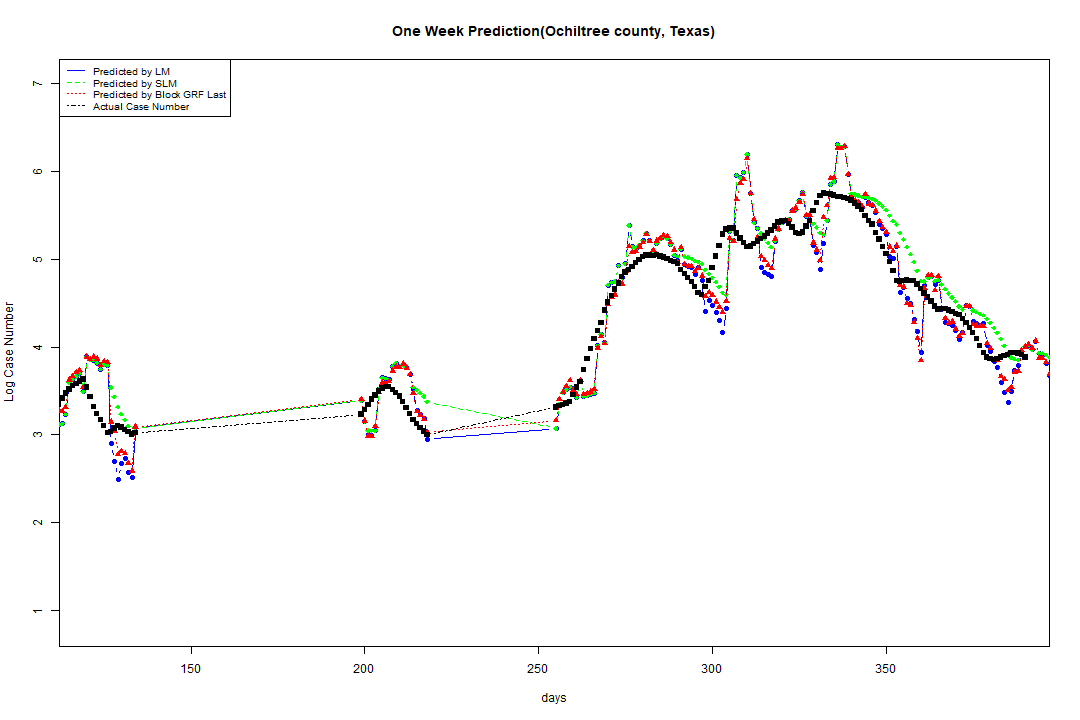 One Week Prediction(Ochiltree county, Texas)
Predicted by LM
Predicted by SLM
Predicted by Block GRF Last
Actual Case Number
Log Case Number
7
6
5
4
3
2
1
150
200
250
300
350
days